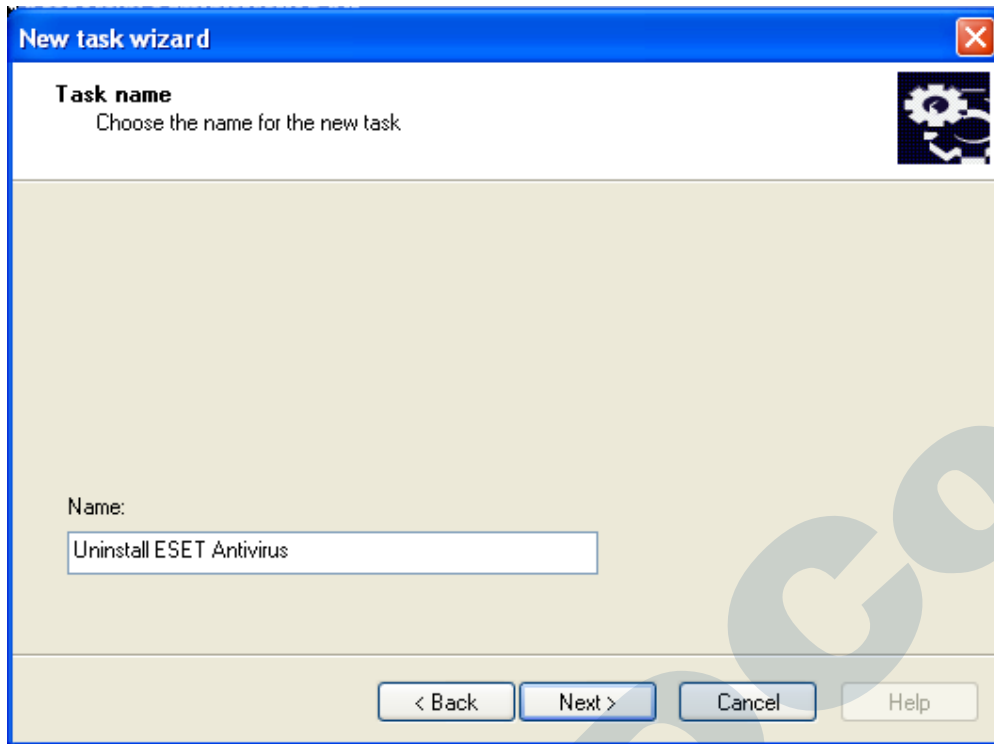 New task wizard
Task name
Choose the name for the new task
Name:
Uninstall ESET Antivirus
< Back
Next >
Cancel
Help